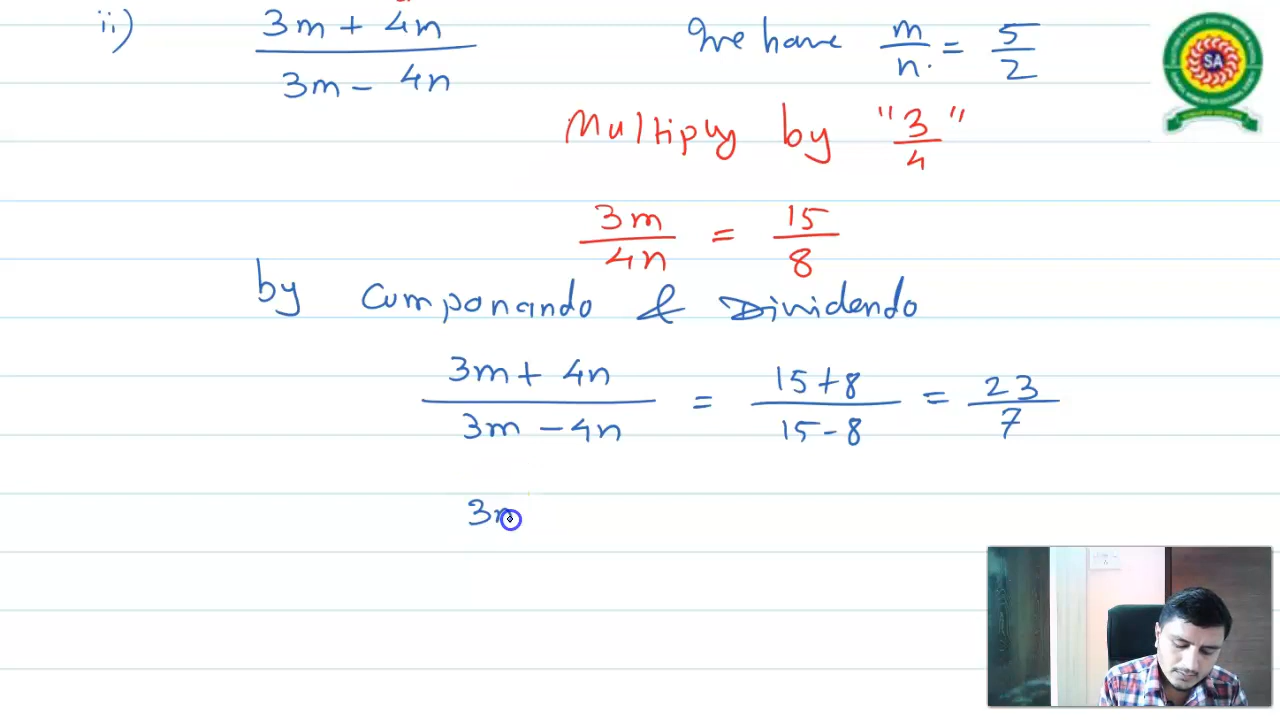 ii) 3m + 4n / 3m - 4n We have m/n. = 5/2
Multiply by "3/4"
3m/4n = 15/8
by Componando & Dividendo
3m + 4n / 3m - 4n = 15+8 / 15-8 = 23/7
3m
SA